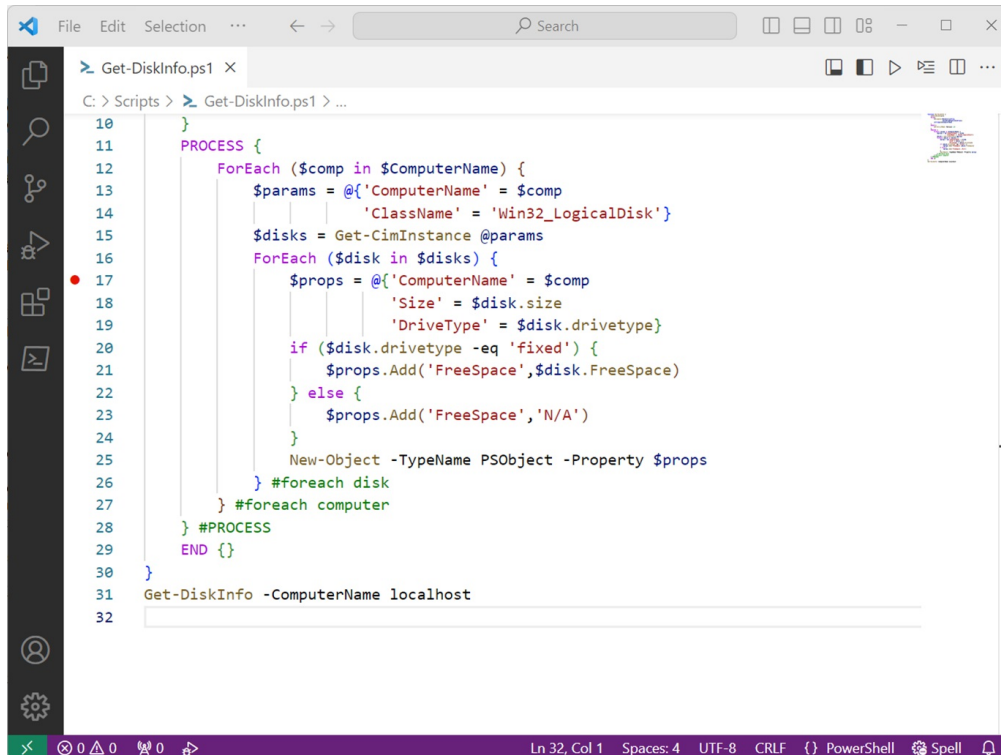 File Edit Selection ··· Search
Get-DiskInfo.ps1
C: > Scripts > Get-DiskInfo.ps1 > ...
10 }
11 PROCESS {
12 ForEach ($comp in $ComputerName) {
13 $params = @{'ComputerName' = $comp
14 'ClassName' = 'Win32_LogicalDisk'}
15 $disks = Get-CimInstance @params
16 ForEach ($disk in $disks) {
17 $props = @{'ComputerName' = $comp
18 'Size' = $disk.size
19 'DriveType' = $disk.drivetype}
20 if ($disk.drivetype -eq 'fixed') {
21 $props.Add('FreeSpace',$disk.FreeSpace)
22 } else {
23 $props.Add('FreeSpace','N/A')
24 }
25 New-Object -TypeName PSObject -Property $props
26 } #foreach disk
27 } #foreach computer
28 } #PROCESS
29 END {}
30 }
31 Get-DiskInfo -ComputerName localhost
32
0 0 0 Ln 32, Col 1 Spaces: 4 UTF-8 CRLF {} PowerShell Spell